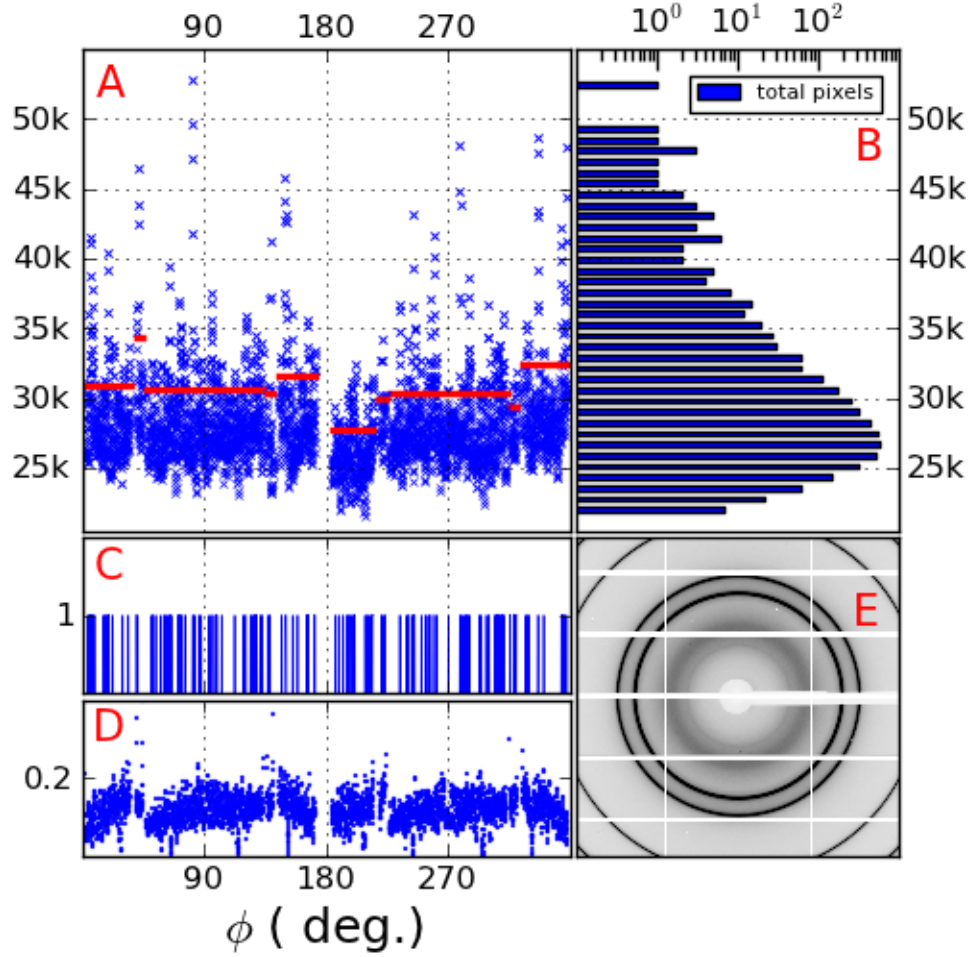 90 180 270
10⁰ 10¹ 10²
A
total pixels
B
50k
45k
40k
35k
30k
25k
50k
45k
40k
35k
30k
25k
C
1
E
D
0.2
90 180 270
ϕ ( deg.)